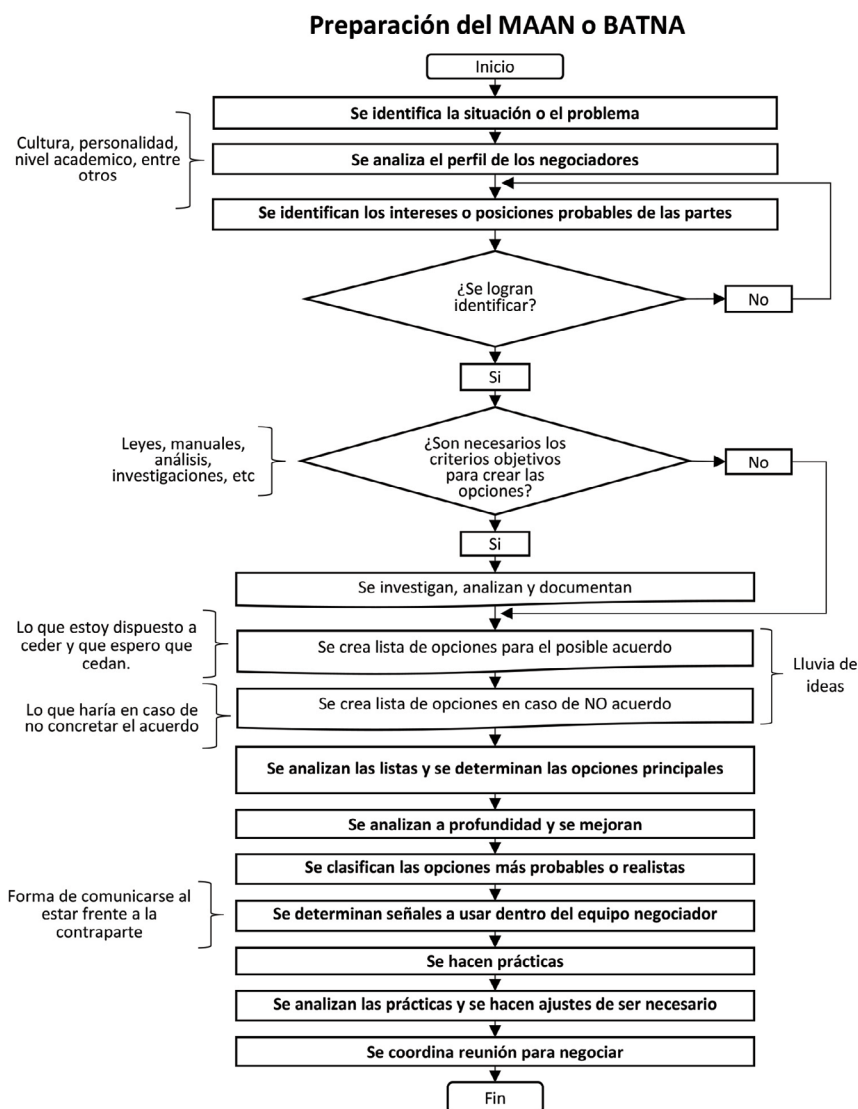 Preparación del MAAN o BATNA
Inicio
Se identifica la situación o el problema
Cultura, personalidad,
nivel academico, entre
otros
Se analiza el perfil de los negociadores
Se identifican los intereses o posiciones probables de las partes
¿Se logran
identificar?
No
Si
Leyes, manuales,
análisis,
investigaciones, etc
¿Son necesarios los
criterios objetivos
para crear las
opciones?
No
Si
Se investigan, analizan y documentan
Lo que estoy dispuesto a
ceder y que espero que
cedan.
Se crea lista de opciones para el posible acuerdo
Lluvia de
ideas
Lo que haría en caso de
no concretar el acuerdo
Se crea lista de opciones en caso de NO acuerdo
Se analizan las listas y se determinan las opciones principales
Se analizan a profundidad y se mejoran
Se clasifican las opciones más probables o realistas
Forma de comunicarse al
estar frente a la
contraparte
Se determinan señales a usar dentro del equipo negociador
Se hacen prácticas
Se analizan las prácticas y se hacen ajustes de ser necesario
Se coordina reunión para negociar
Fin